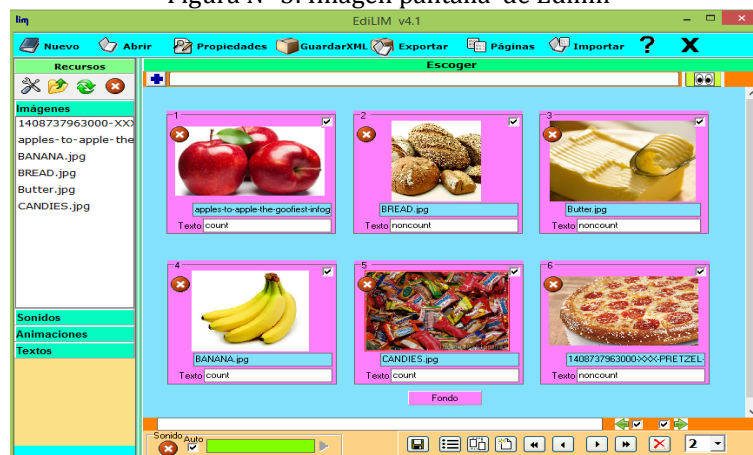 Figura N° 3. Imagen pantalla de Edilim
lim
EdiLIM v4.1
Nuevo Abrir Propiedades GuardarXML Exportar Páginas Importar ? X
Recursos
Escoger
Imágenes
1408737963000-XXX
apples-to-apple-the
BANANA.jpg
BREAD.jpg
Butter.jpg
CANDIES.jpg
Sonidos
Animaciones
Textos
1
2
3
apples-to-apple-the-goofiest-infog
BREAD.jpg
Butter.jpg
Texto count
Texto noncount
Texto noncount
4
5
6
BANANA.jpg
CANDIES.jpg
1408737963000-XXX-PRETZEL-
Texto count
Texto count
Texto noncount
Fondo
Sonido Auto
2